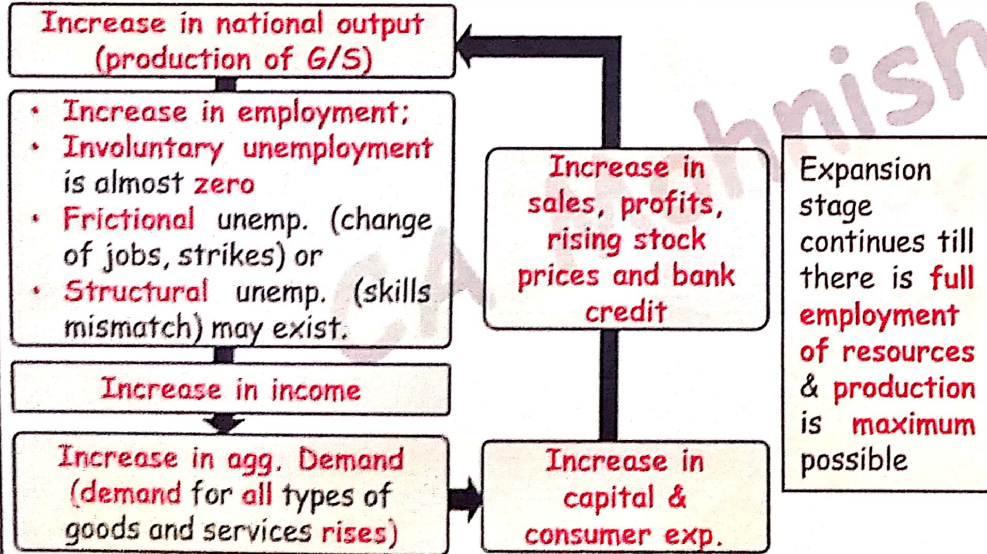 Increase in national output
(production of G/S)
• Increase in employment;
• Involuntary unemployment
is almost zero
• Frictional unemp. (change
of jobs, strikes) or
• Structural unemp. (skills
mismatch) may exist.
Increase in income
Increase in agg. Demand
(demand for all types of
goods and services rises)
Increase in
capital &
consumer exp.
Increase in
sales, profits,
rising stock
prices and bank
credit
Expansion
stage
continues till
there is full
employment
of resources
& production
is maximum
possible
CA Mahnish